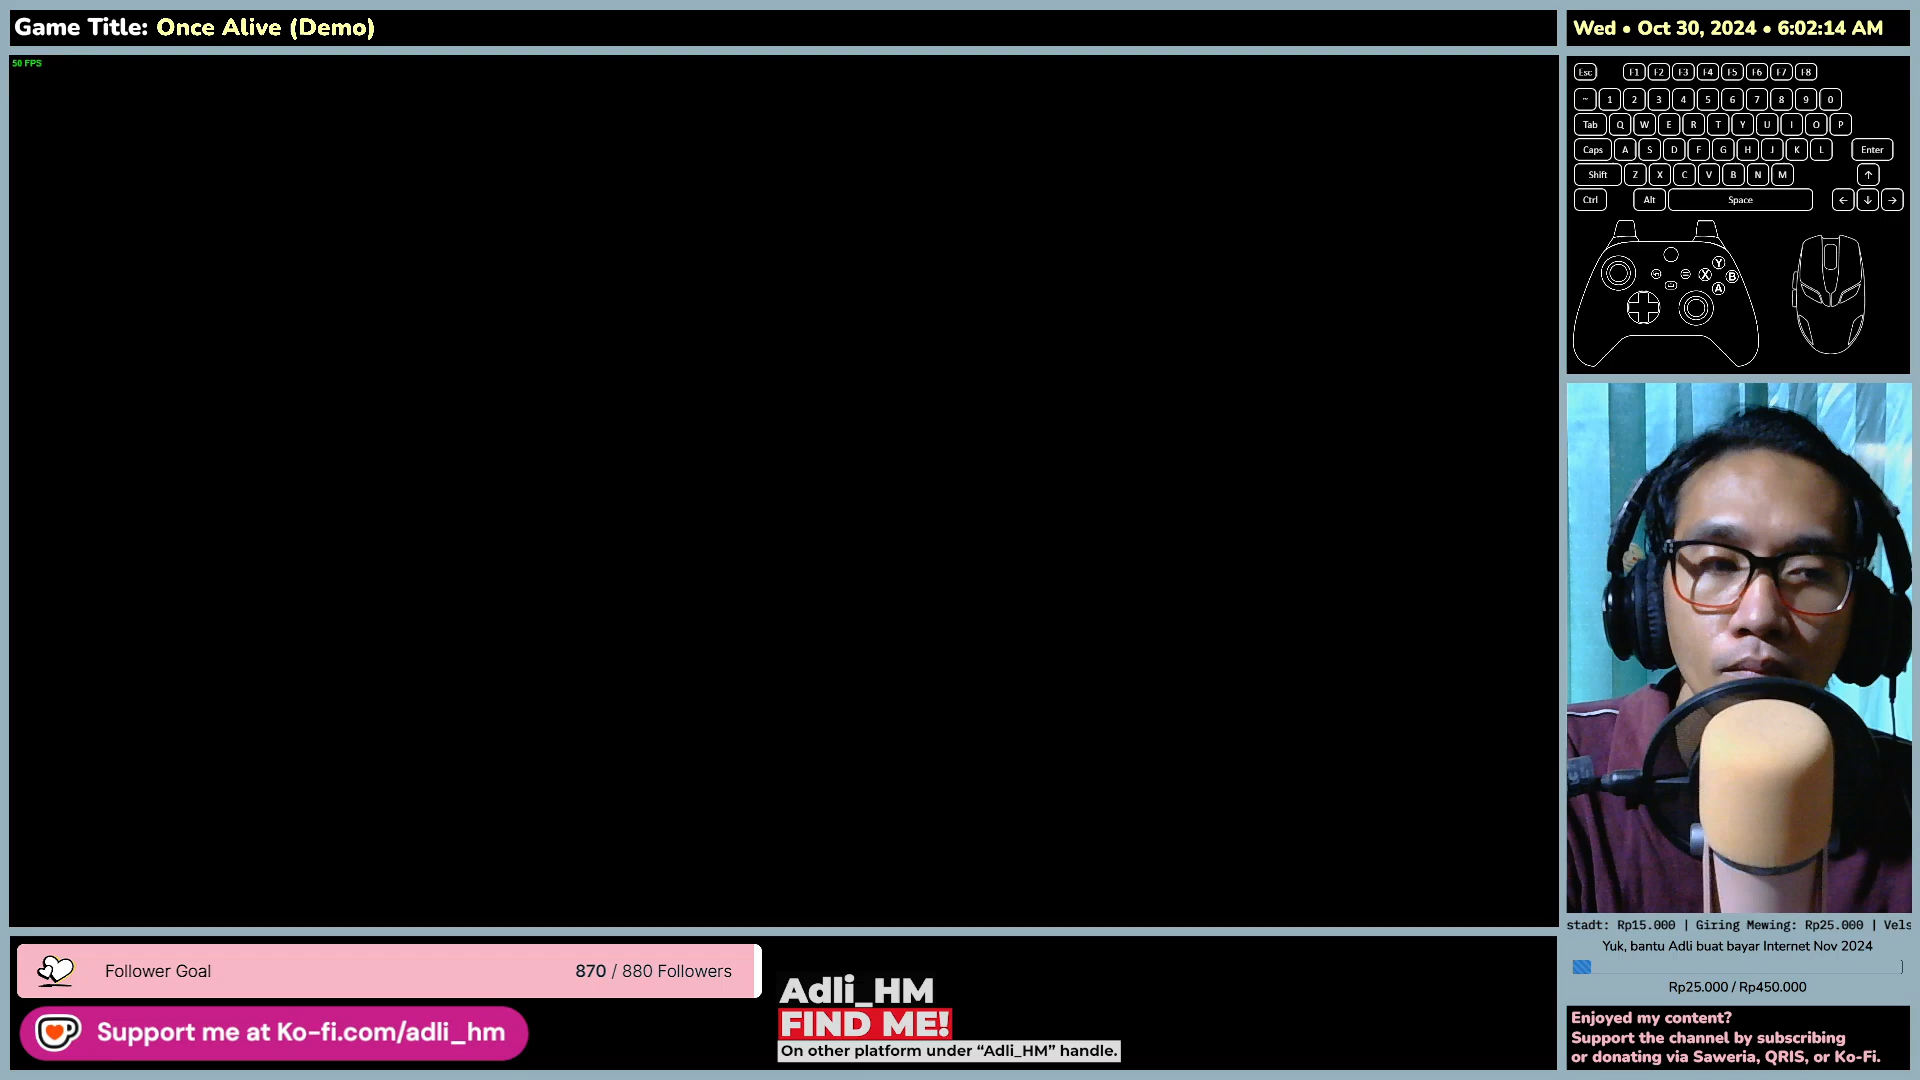 Game Title: Once Alive (Demo)
Wed • Oct 30, 2024 • 6:02:14 AM
50 FPS
Esc F1 F2 F3 F4 F5 F6 F7 F8
~ 1 2 3 4 5 6 7 8 9 0
Tab Q W E R T Y U I O P
Caps A S D F G H J K L Enter
Shift Z X C V B N M ↑
Ctrl Alt Space ← ↓ →
Y
X B
A
stadt: Rp15.000 | Giring Mewing: Rp25.000 | Vels
Yuk, bantu Adli buat bayar Internet Nov 2024
Rp25.000 / Rp450.000
Follower Goal 870 / 880 Followers
Support me at Ko-fi.com/adli_hm
Adli_HM
FIND ME!
On other platform under “Adli_HM” handle.
Enjoyed my content?
Support the channel by subscribing
or donating via Saweria, QRIS, or Ko-Fi.